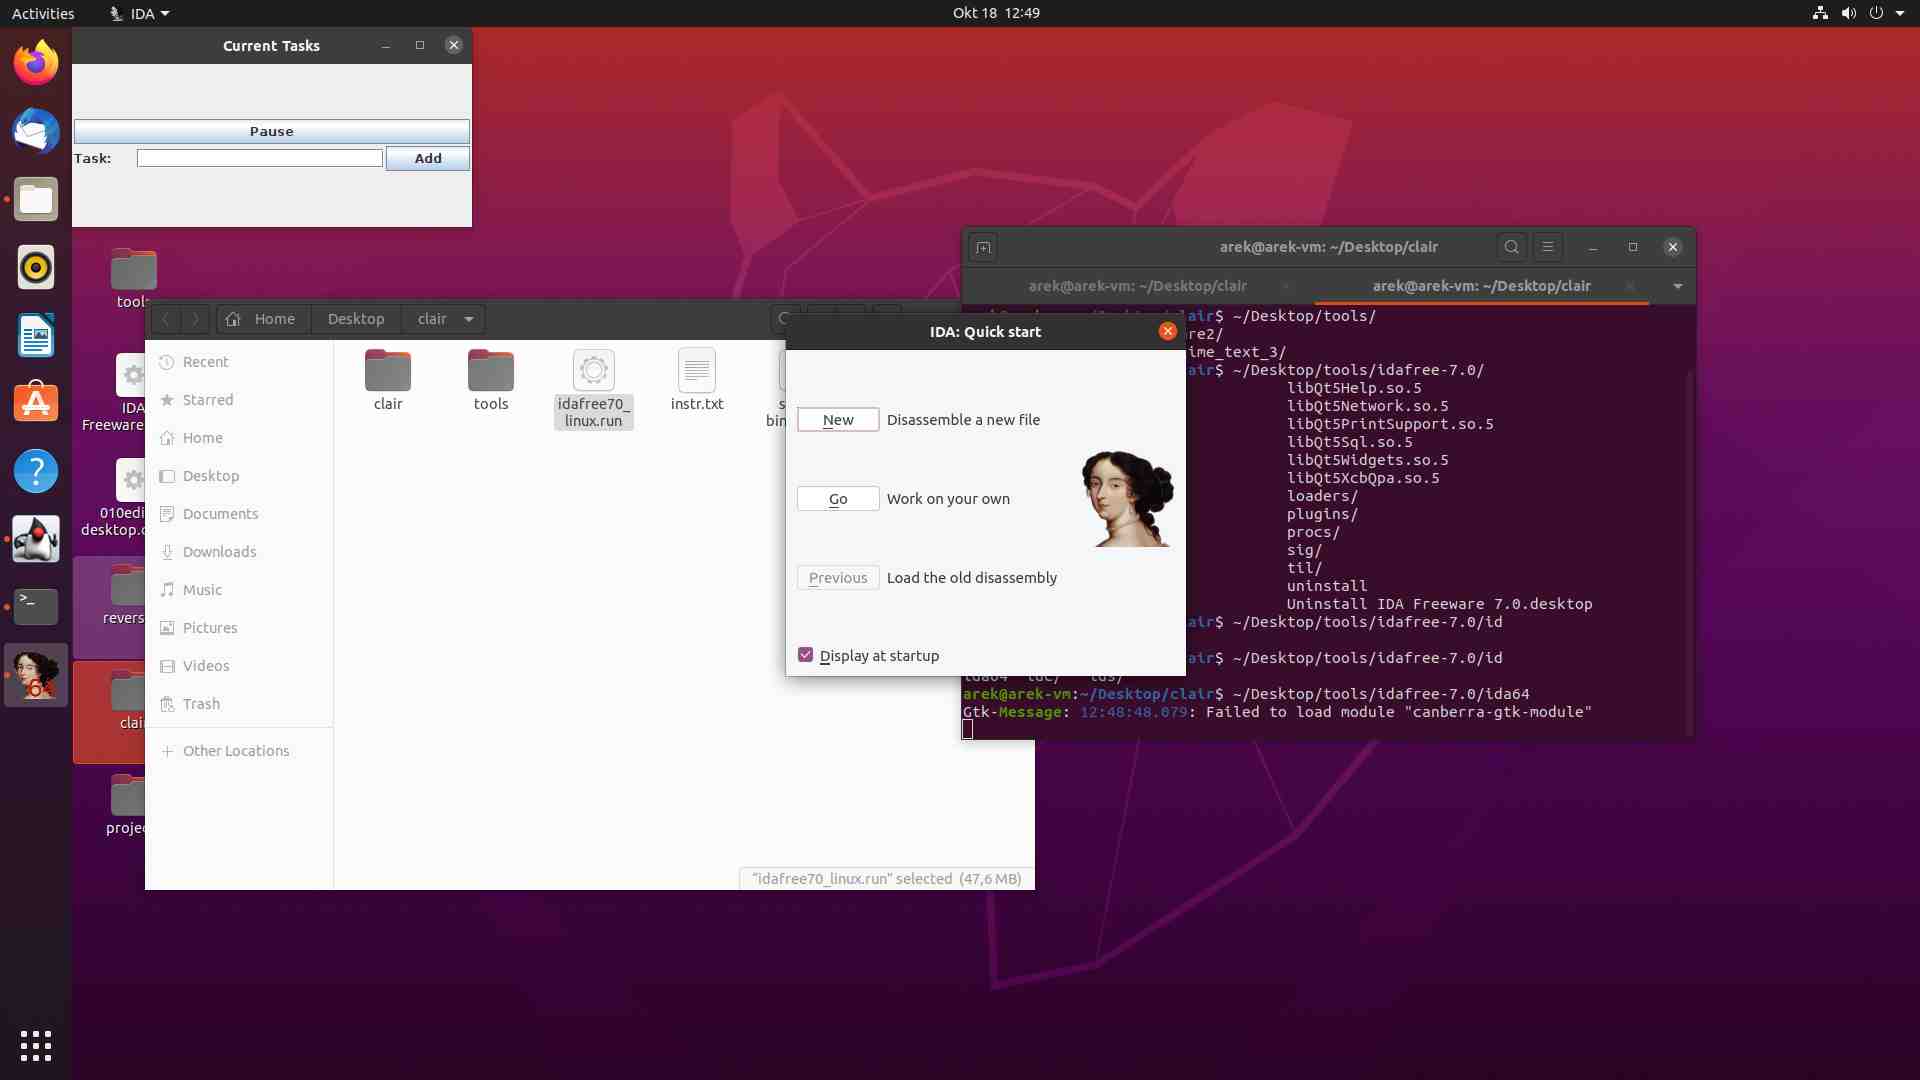 Activities
IDA
Okt 18 12:49
Current Tasks
Pause
Task:
Add
Home
Desktop
clair
Recent
Starred
Home
Desktop
Documents
Downloads
Music
Pictures
Videos
Trash
Other Locations
clair
tools
idafree70_
linux.run
instr.txt
"idafree70_linux.run" selected (47,6 MB)
IDA
Freeware
010edi
desktop.c
revers
clai
projec
64
IDA: Quick start
New
Disassemble a new file
Go
Work on your own
Previous
Load the old disassembly
Display at startup
arek@arek-vm: ~/Desktop/clair
arek@arek-vm: ~/Desktop/clair
arek@arek-vm: ~/Desktop/clair
air$ ~/Desktop/tools/
re2/
ime_text_3/
air$ ~/Desktop/tools/idafree-7.0/
libQt5Help.so.5
libQt5Network.so.5
libQt5PrintSupport.so.5
libQt5Sql.so.5
libQt5Widgets.so.5
libQt5XcbQpa.so.5
loaders/
plugins/
procs/
sig/
til/
uninstall
Uninstall IDA Freeware 7.0.desktop
air$ ~/Desktop/tools/idafree-7.0/id
air$ ~/Desktop/tools/idafree-7.0/id
arek@arek-vm:~/Desktop/clair$ ~/Desktop/tools/idafree-7.0/ida64
Gtk-Message: 12:48:48.079: Failed to load module "canberra-gtk-module"